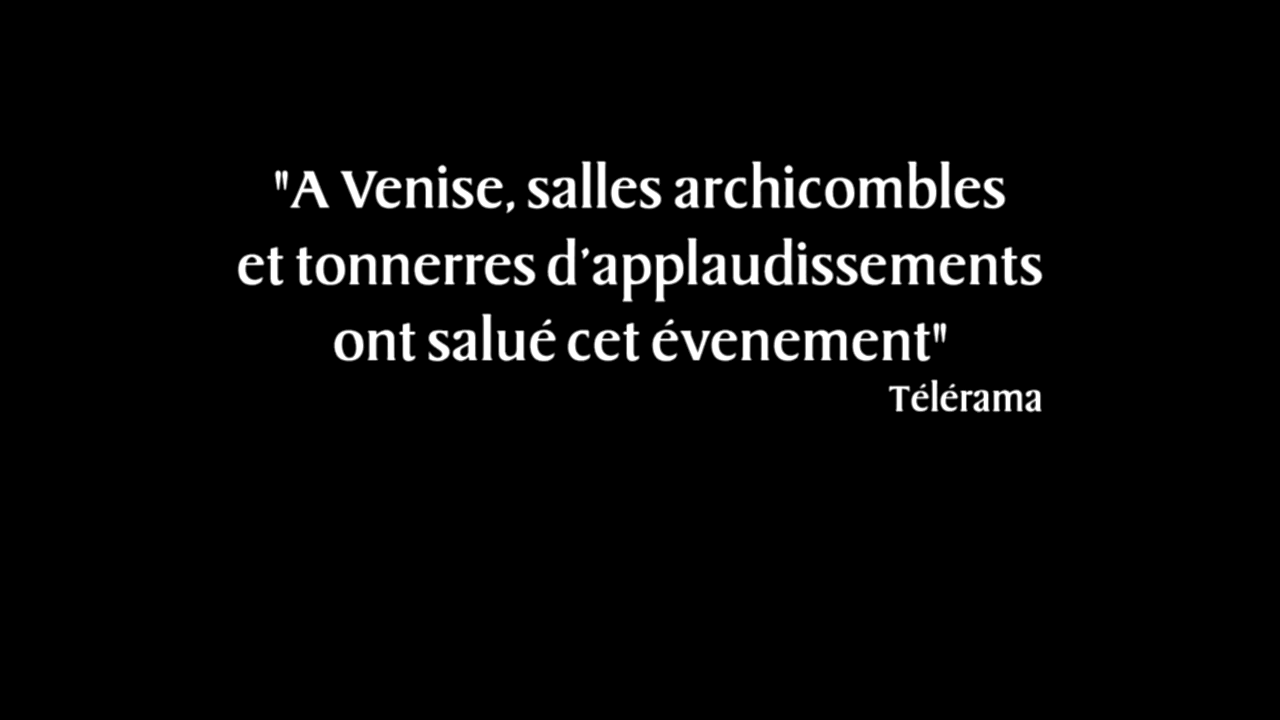 "A Venise, salles archicombles
et tonnerres d’applaudissements
ont salué cet évenement"
Télérama